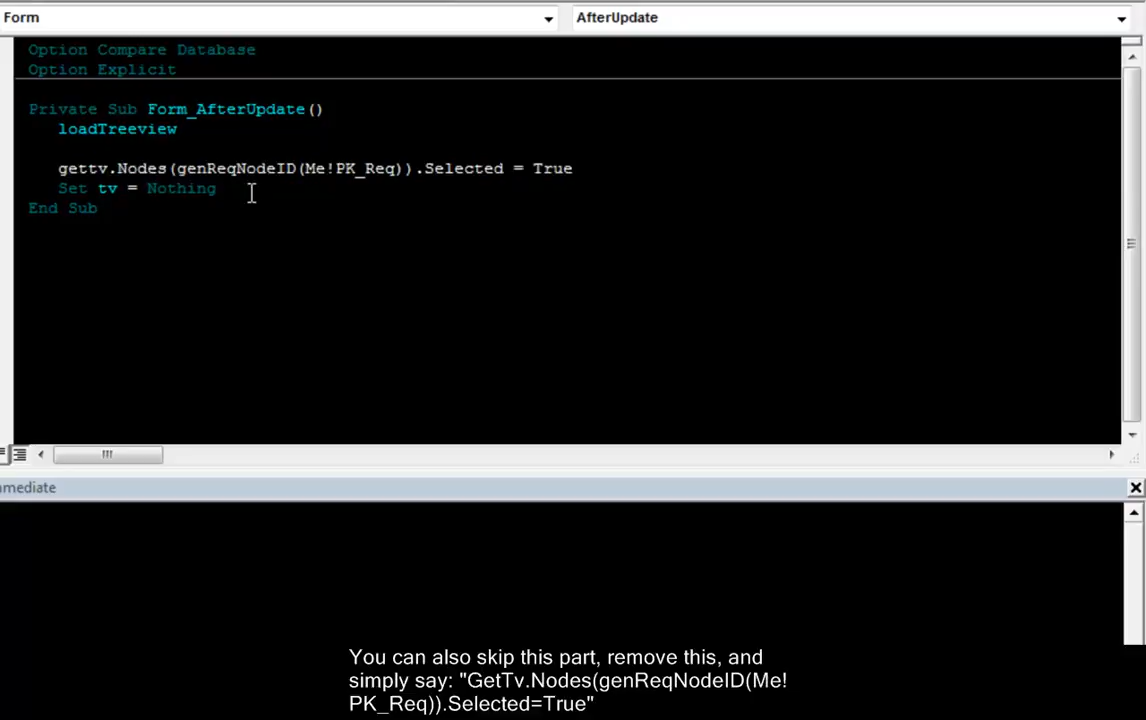 Form
AfterUpdate
Option Compare Database
Option Explicit
Private Sub Form_AfterUpdate()
loadTreeview
gettv.Nodes(genReqNodeID(Me!PK_Req)).Selected = True
Set tv = Nothing
End Sub
mmediate
You can also skip this part, remove this, and
simply say: "GetTv.Nodes(genReqNodeID(Me!
PK_Req)).Selected=True"